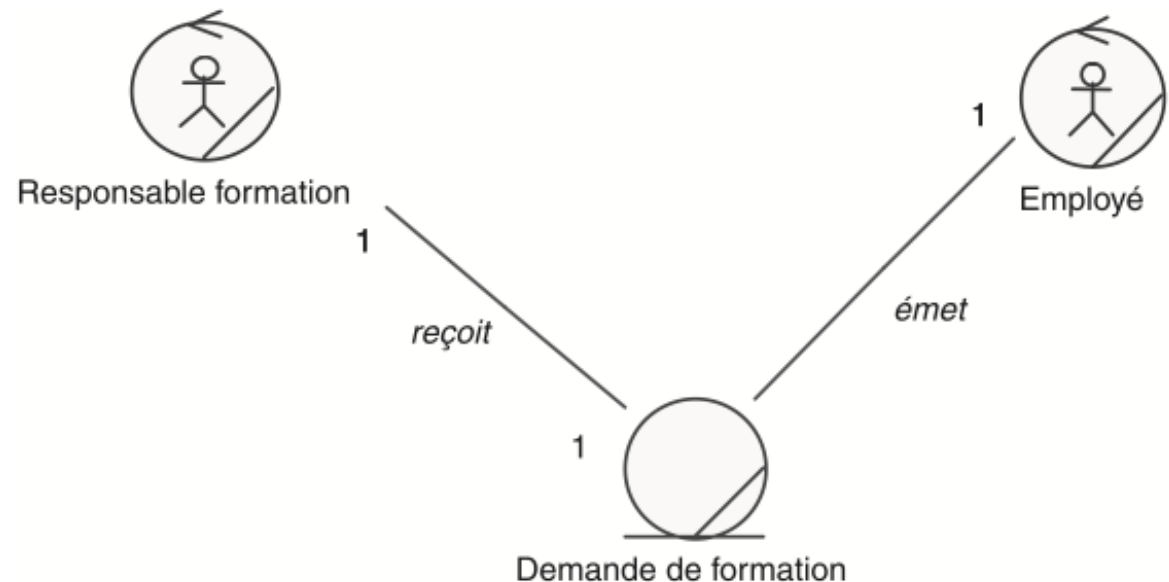 1
Responsable formation
Employé
1
reçoit
émet
1
Demande de formation